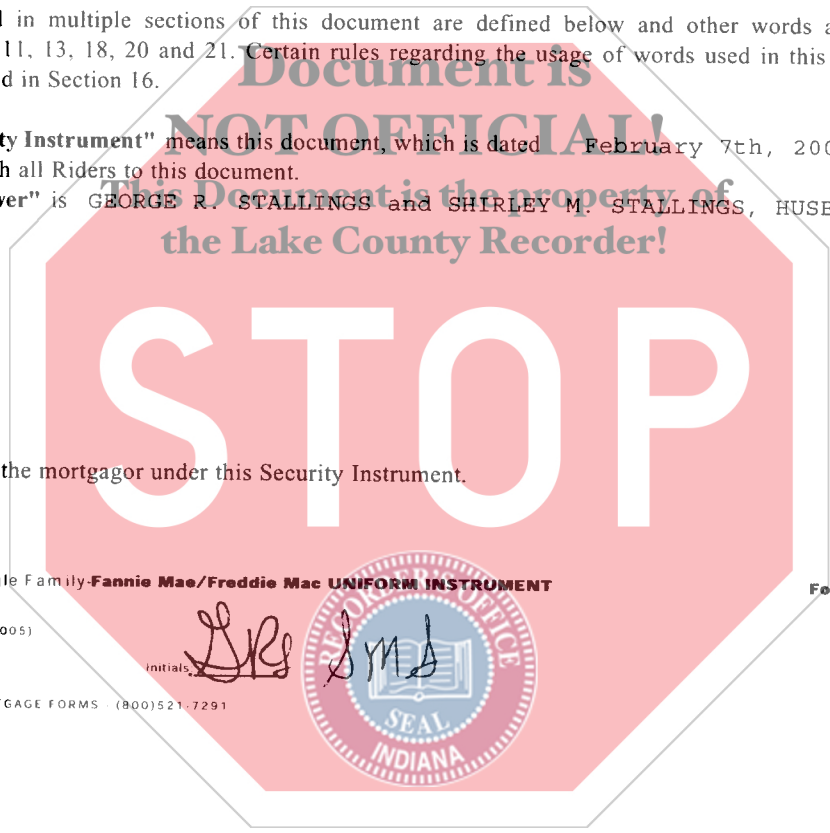 in multiple sections of this document are defined below and other words a
11, 13, 18, 20 and 21. Certain rules regarding the usage of words used in this
d in Section 16.
Document is
ty Instrument" means this document, which is dated February 7th, 200
NOT OFFICIAL!
h all Riders to this document.
This Document is the property of
ver" is GEORGE R. STALLINGS and SHIRLEY M. STALLINGS, HUSB
the Lake County Recorder!
STOP
the mortgagor under this Security Instrument.
le Family-Fannie Mae/Freddie Mac UNIFORM INSTRUMENT
Fo
005)
initials GRS SMS
RECORDER'S OFFICE
SEAL
INDIANA
TGAGE FORMS - (800)521-7291